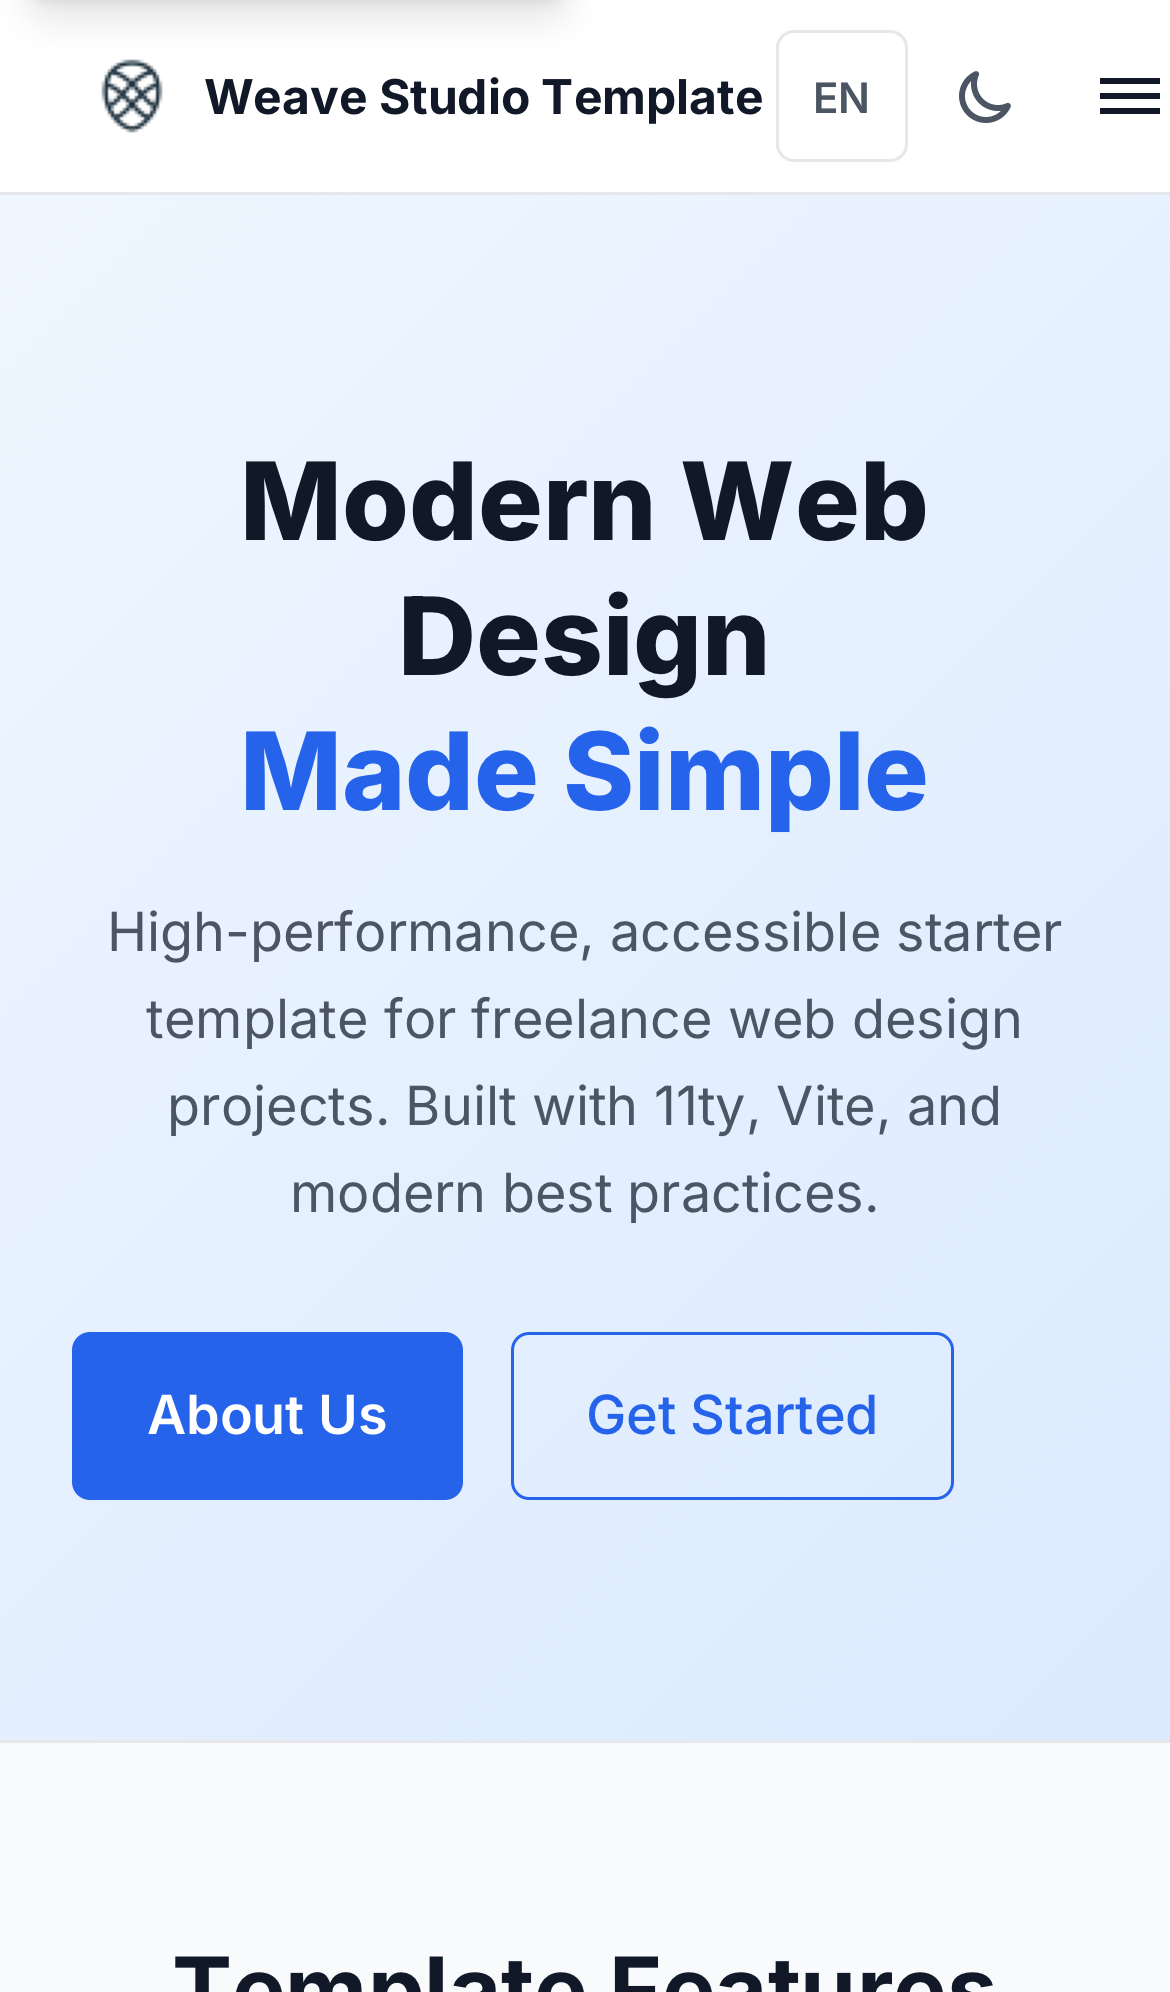 Weave Studio Template EN
Modern Web
Design
Made Simple
High-performance, accessible starter
template for freelance web design
projects. Built with 11ty, Vite, and
modern best practices.
About Us Get Started
Template Features